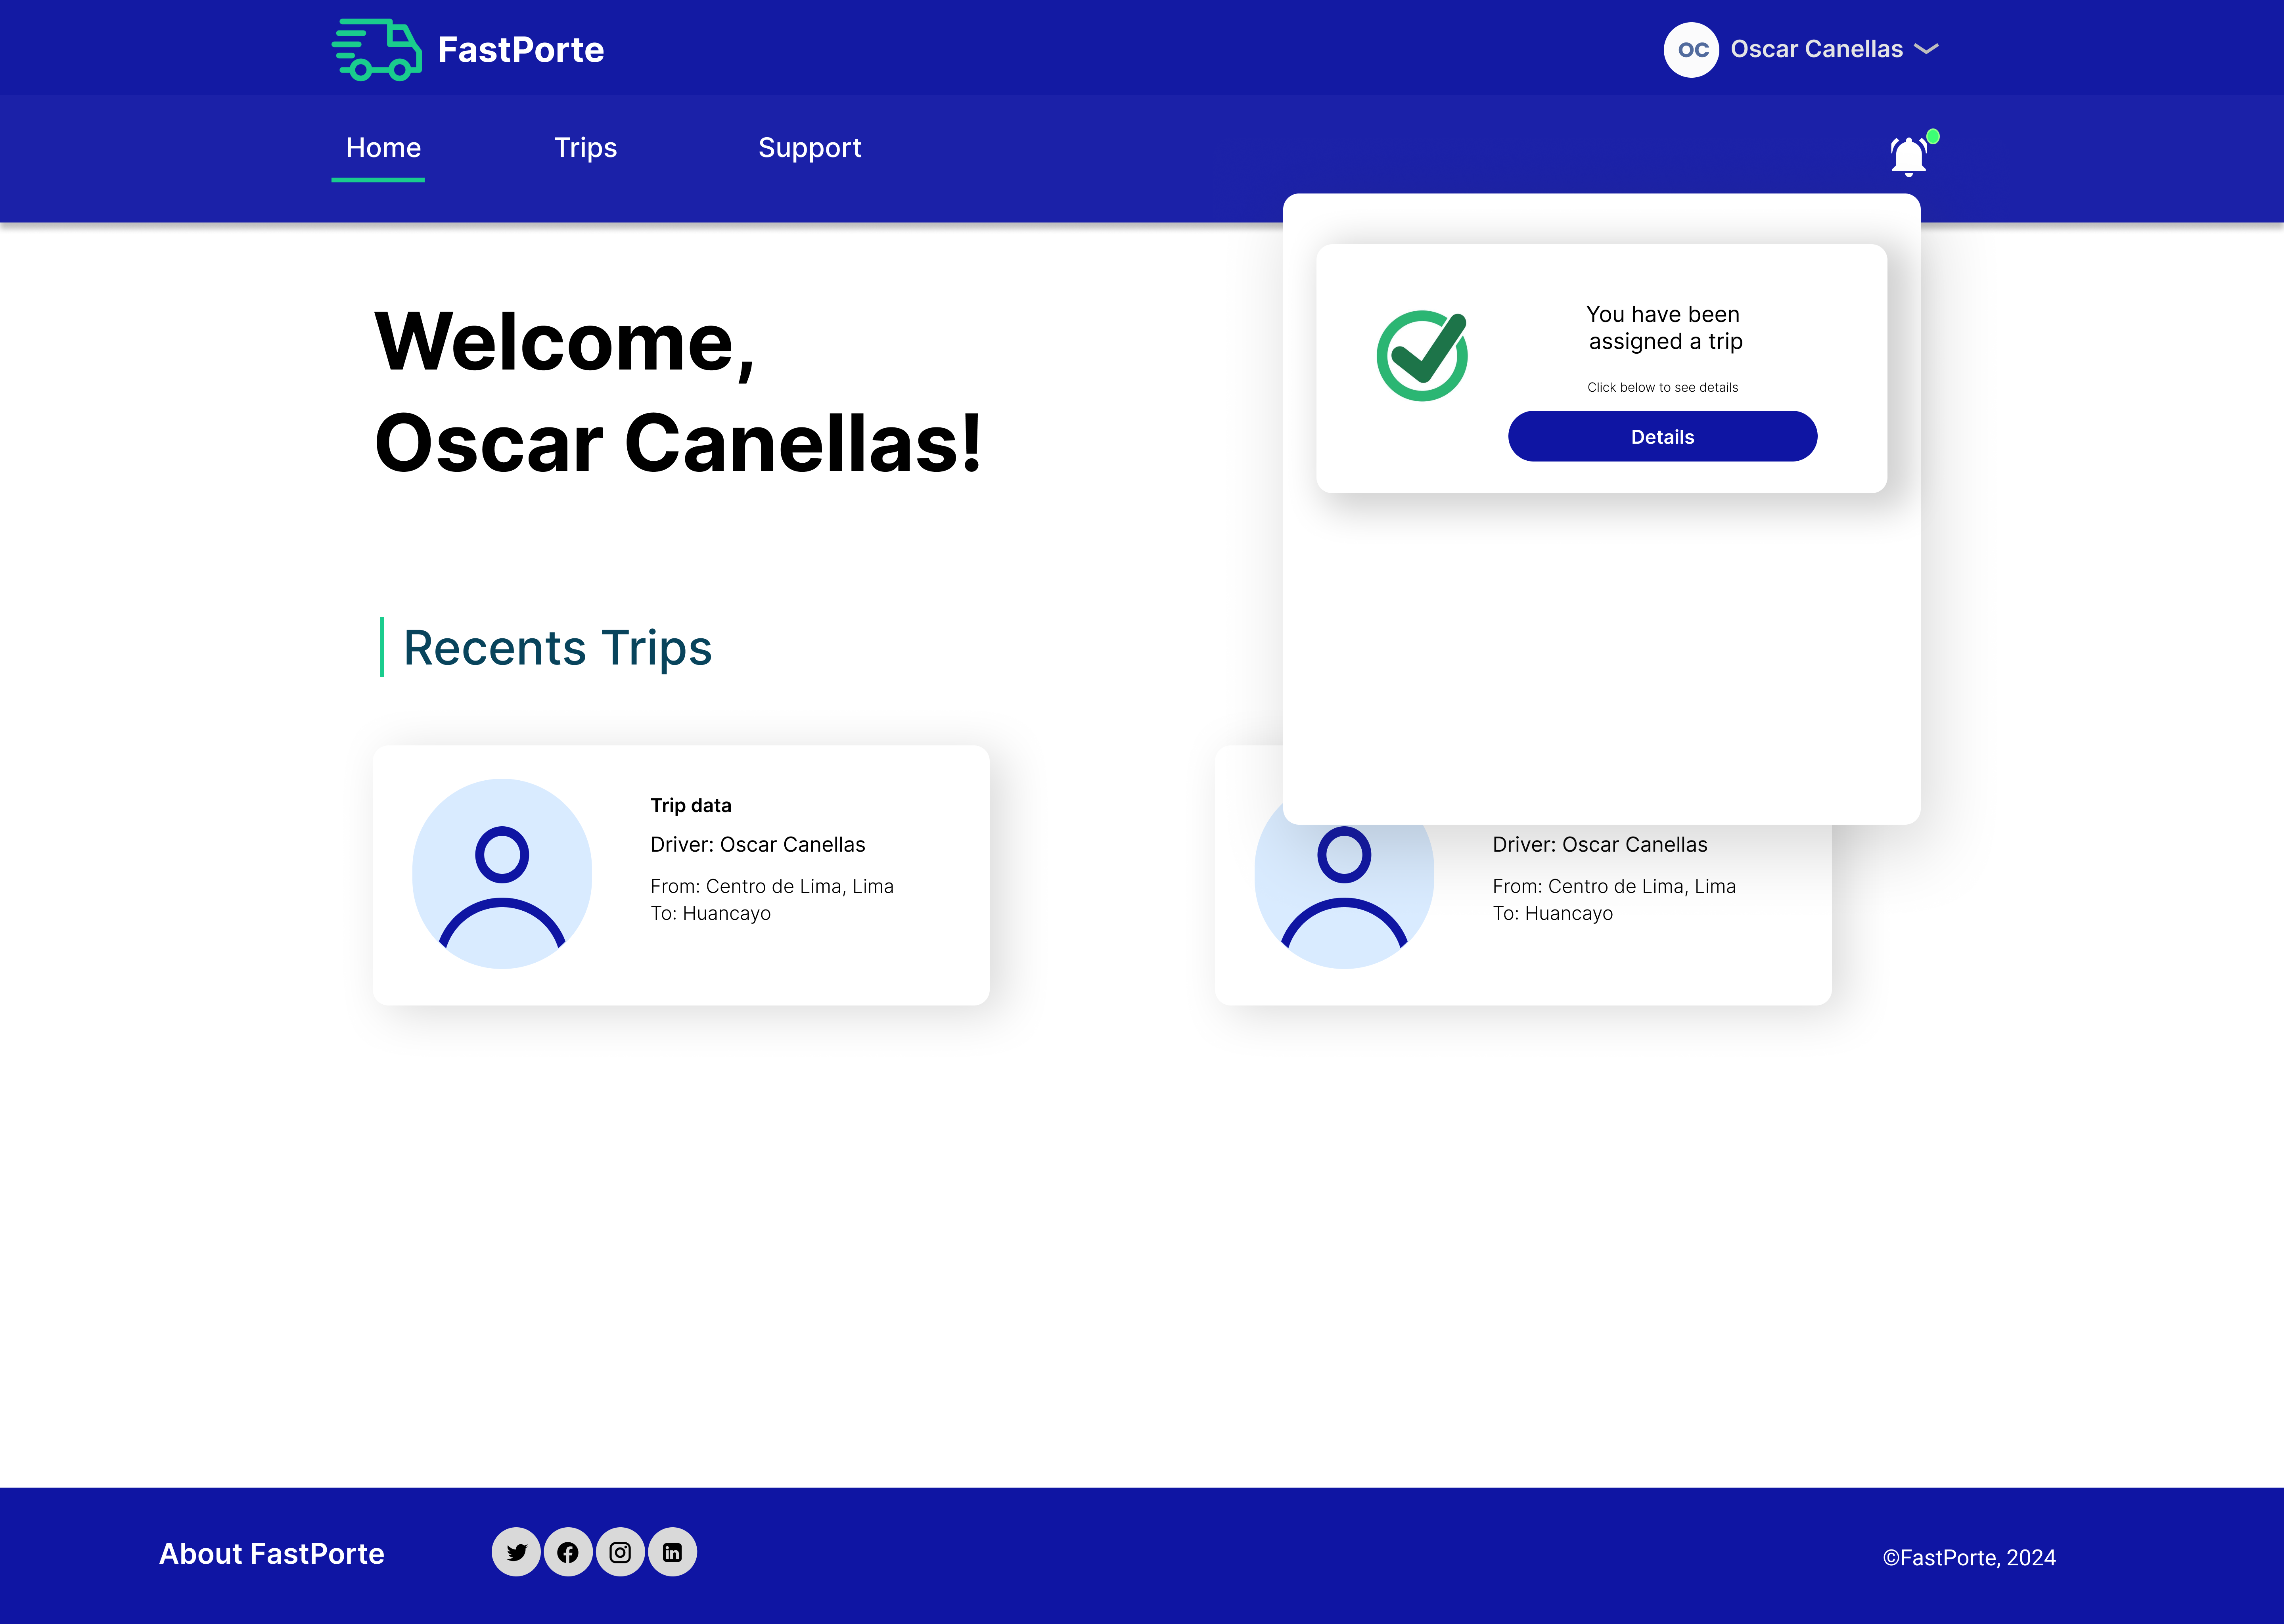 FastPorte
OC
Oscar Canellas
Home
Trips
Support
Welcome,
Oscar Canellas!
You have been
assigned a trip
Click below to see details
Details
Recents Trips
Trip data
Driver: Oscar Canellas
From: Centro de Lima, Lima
To: Huancayo
Driver: Oscar Canellas
From: Centro de Lima, Lima
To: Huancayo
About FastPorte
©FastPorte, 2024